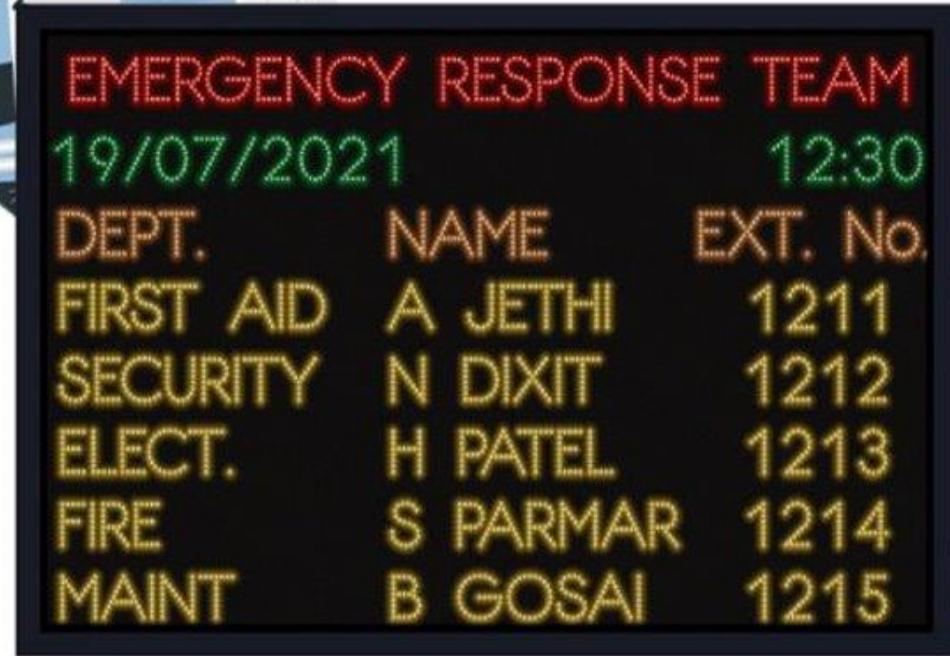 EMERGENCY RESPONSE TEAM
19/07/2021 12:30
DEPT. NAME EXT. No.
FIRST AID A JETHI 1211
SECURITY N DIXIT 1212
ELECT. H PATEL 1213
FIRE S PARMAR 1214
MAINT B GOSAI 1215